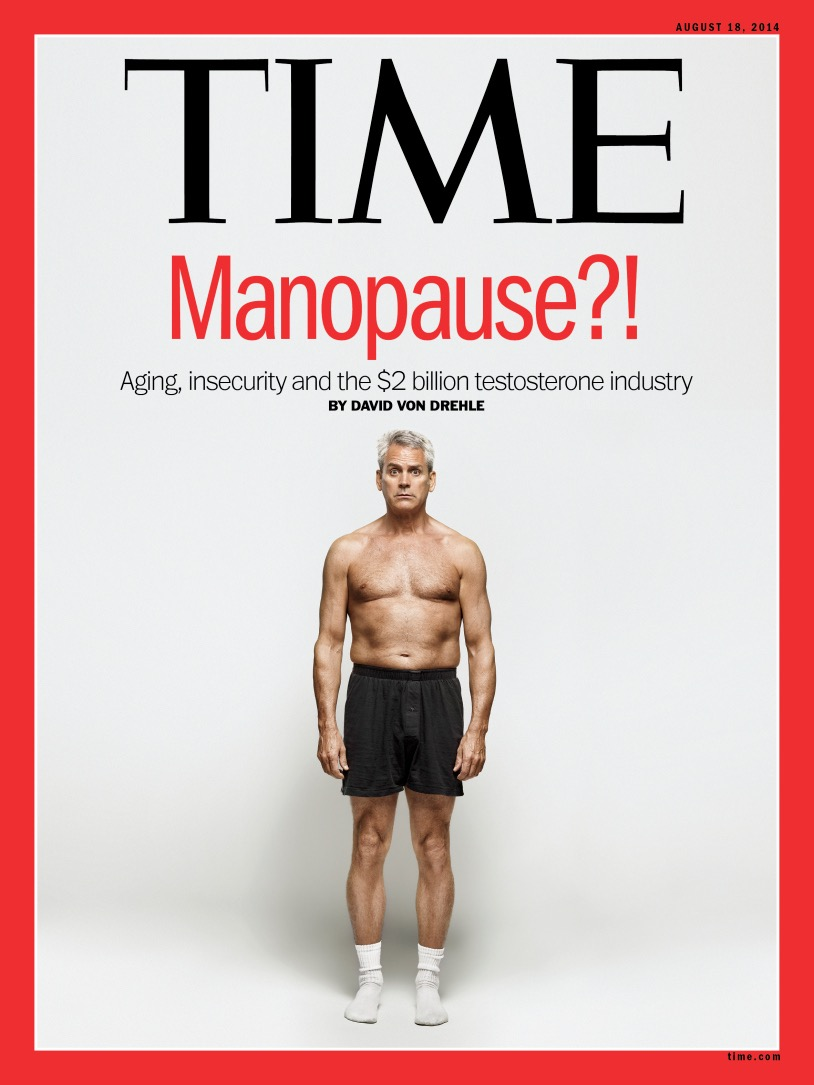 AUGUST 18, 2014
TIME
Manopause?!
Aging, insecurity and the $2 billion testosterone industry
BY DAVID VON DREHLE
time.com